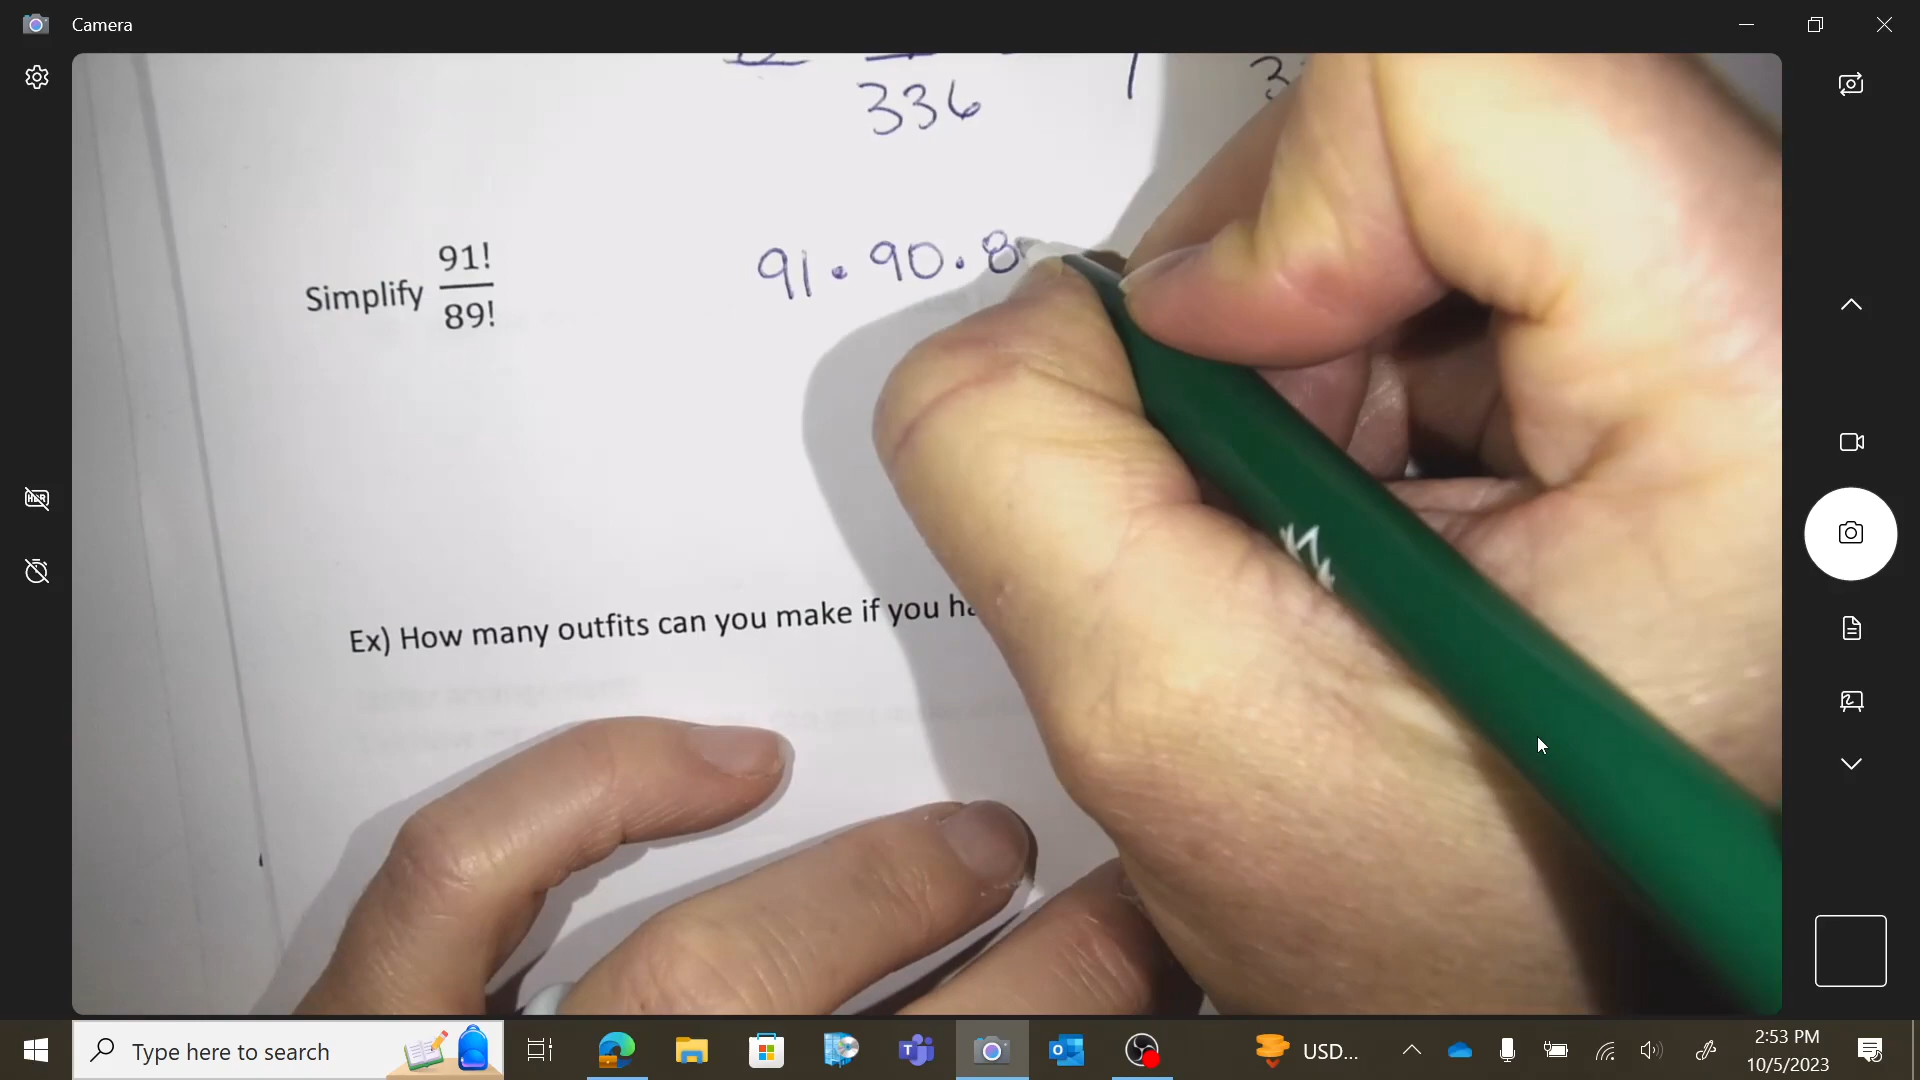 Camera
336
91!
Simplify
89!
91 · 90 · 8
Ex) How many outfits can you make if you ha
Type here to search
USD...
2:53 PM
10/5/2023